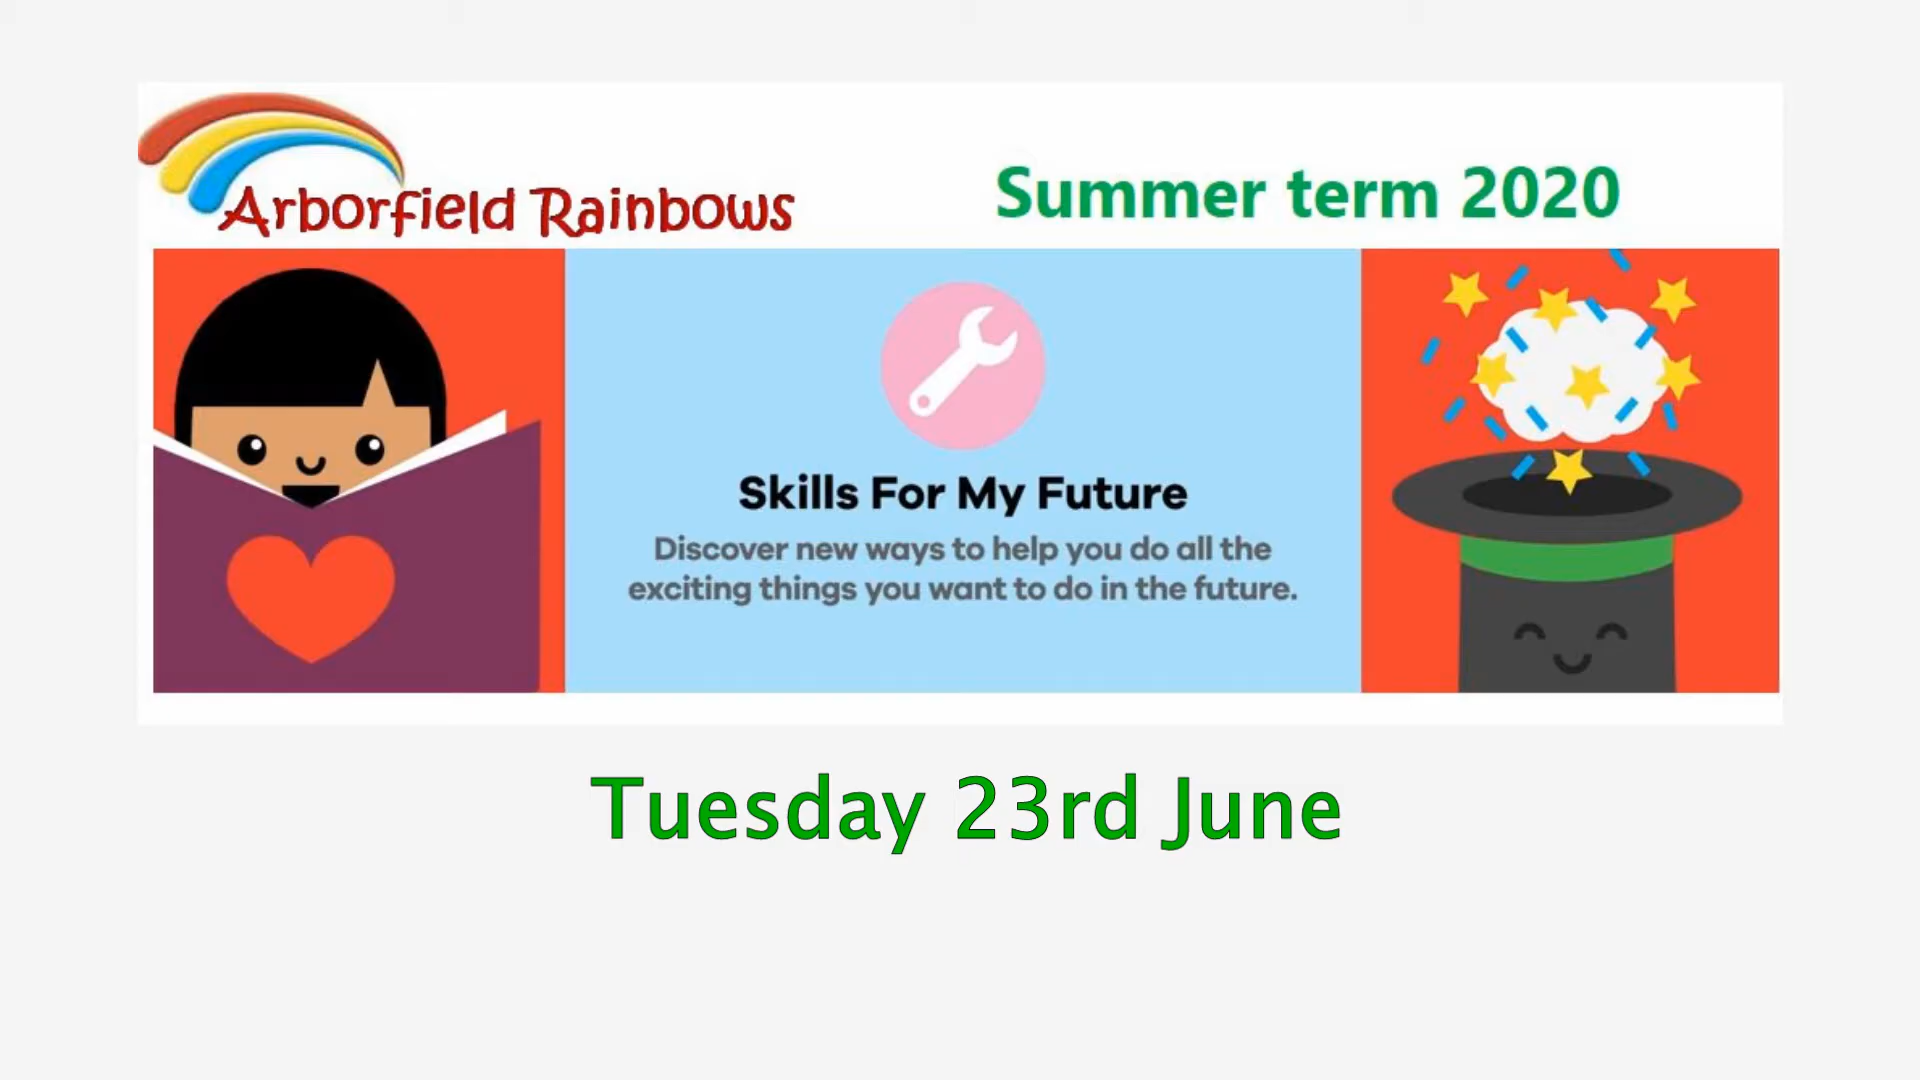 Arborfield Rainbows
Summer term 2020
Skills For My Future
Discover new ways to help you do all the
exciting things you want to do in the future.
Tuesday 23rd June